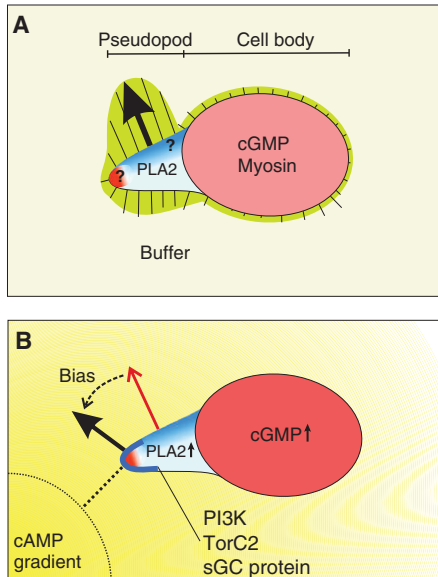 A
Pseudopod
Cell body
?
PLA2
?
cGMP
Myosin
Buffer
B
Bias
PLA2↑
cGMP↑
PI3K
TorC2
sGC protein
cAMP
gradient